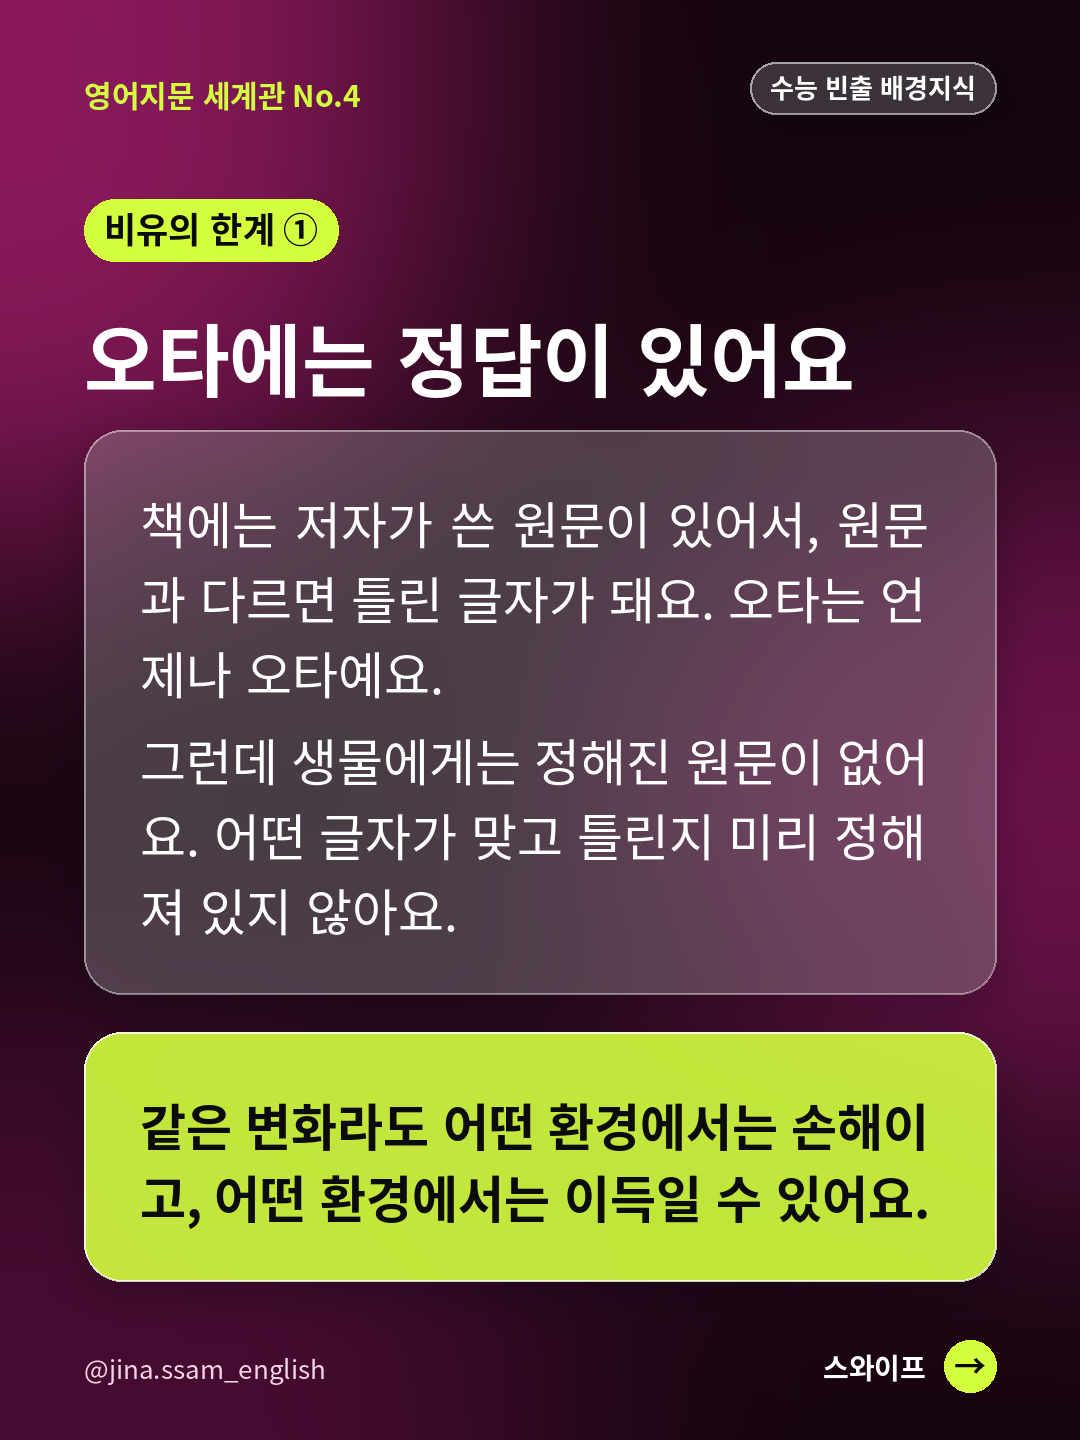 영어지문 세계관 No.4
수능 빈출 배경지식
비유의 한계 ①
오타에는 정답이 있어요
책에는 저자가 쓴 원문이 있어서, 원문
과 다르면 틀린 글자가 돼요. 오타는 언
제나 오타예요.
그런데 생물에게는 정해진 원문이 없어
요. 어떤 글자가 맞고 틀린지 미리 정해
져 있지 않아요.
같은 변화라도 어떤 환경에서는 손해이
고, 어떤 환경에서는 이득일 수 있어요.
@jina.ssam_english
스와이프 →